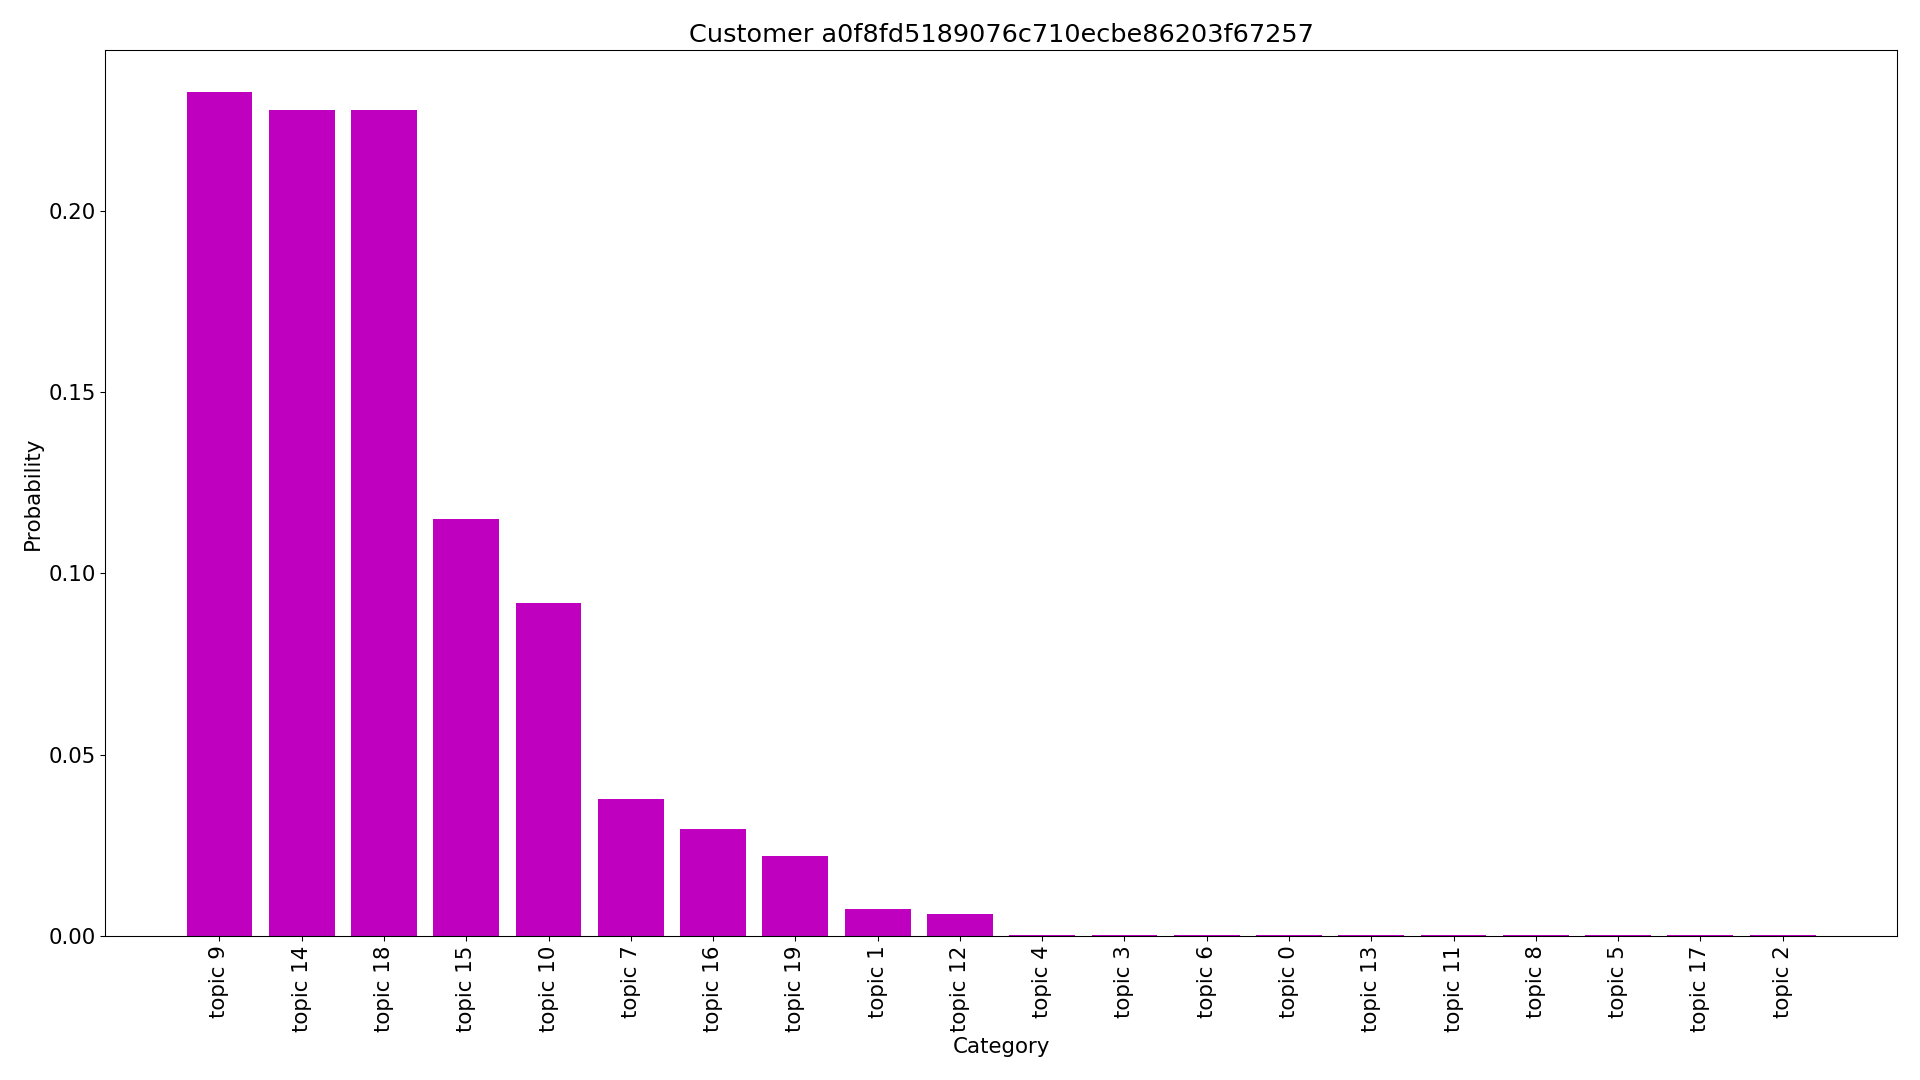 Customer a0f8fd5189076c710ecbe86203f67257
Probability
0.20
0.15
0.10
0.05
0.00
topic 9
topic 14
topic 18
topic 15
topic 10
topic 7
topic 16
topic 19
topic 1
topic 12
topic 4
topic 3
topic 6
topic 0
topic 13
topic 11
topic 8
topic 5
topic 17
topic 2
Category